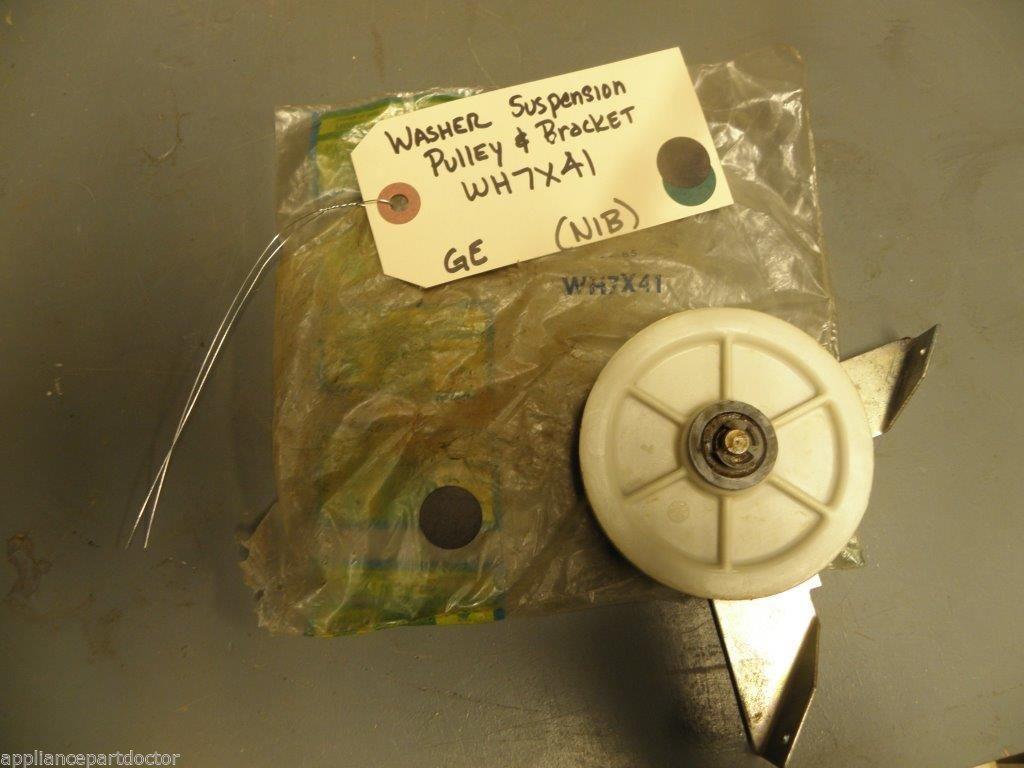 WASHER Suspension
Pulley & Bracket
WH7X41
GE (NIB)
WH7X41
appliancepartdoctor